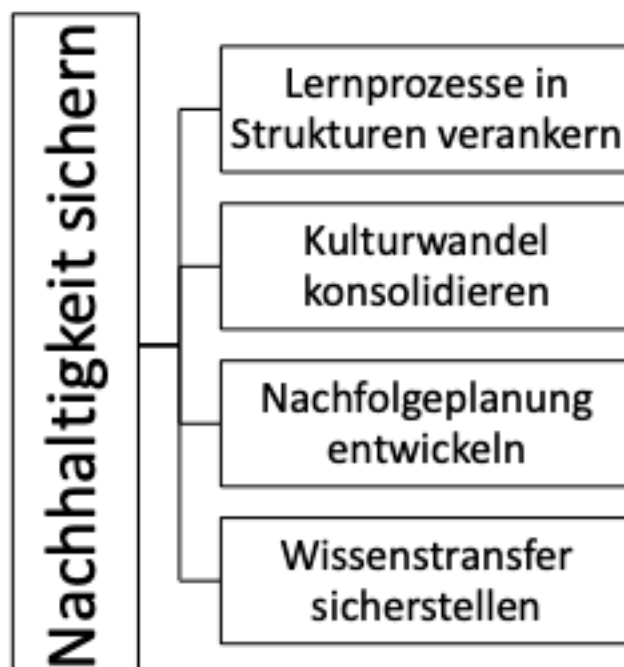 Nachhaltigkeit sichern
Lernprozesse in
Strukturen verankern
Kulturwandel
konsolidieren
Nachfolgeplanung
entwickeln
Wissenstransfer
sicherstellen